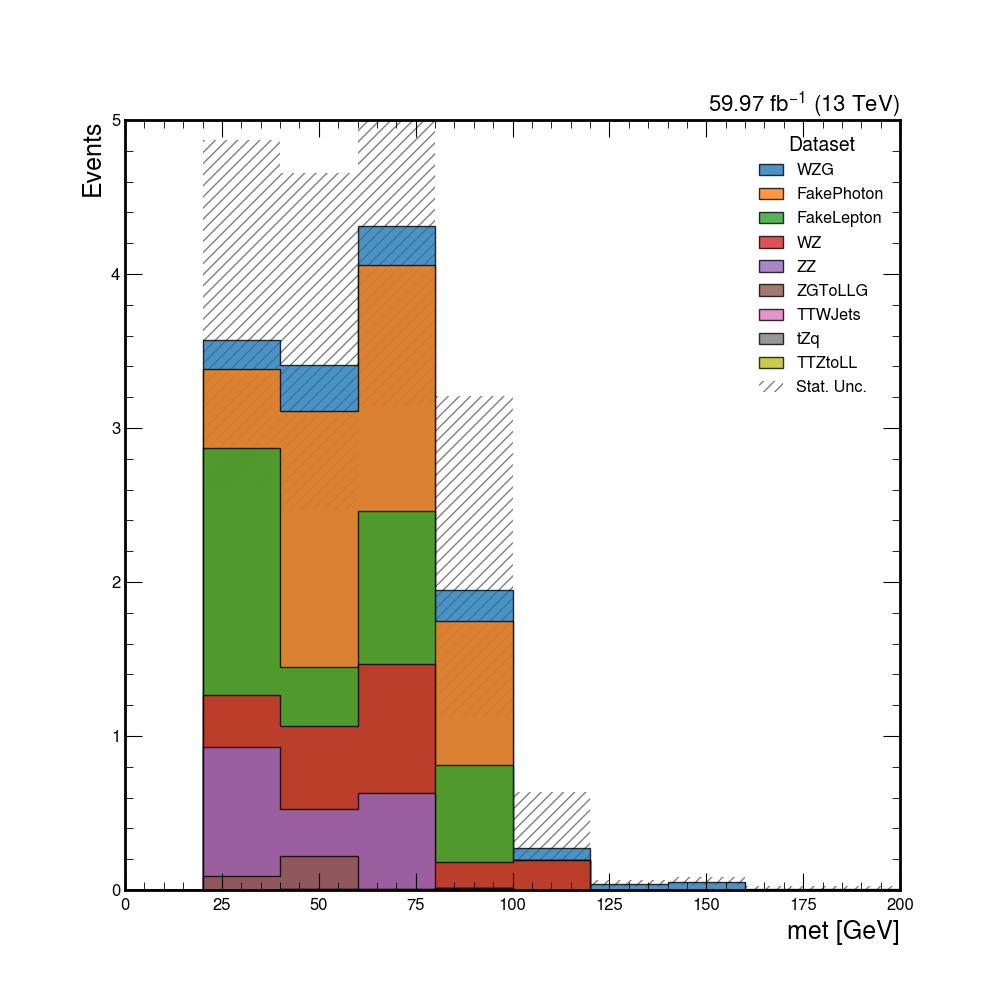 59.97 fb⁻¹ (13 TeV)
Events
5
4
3
2
1
0
Dataset
WZG
FakePhoton
FakeLepton
WZ
ZZ
ZGToLLG
TTWJets
tZq
TTZtoLL
Stat. Unc.
0 25 50 75 100 125 150 175 200
met [GeV]